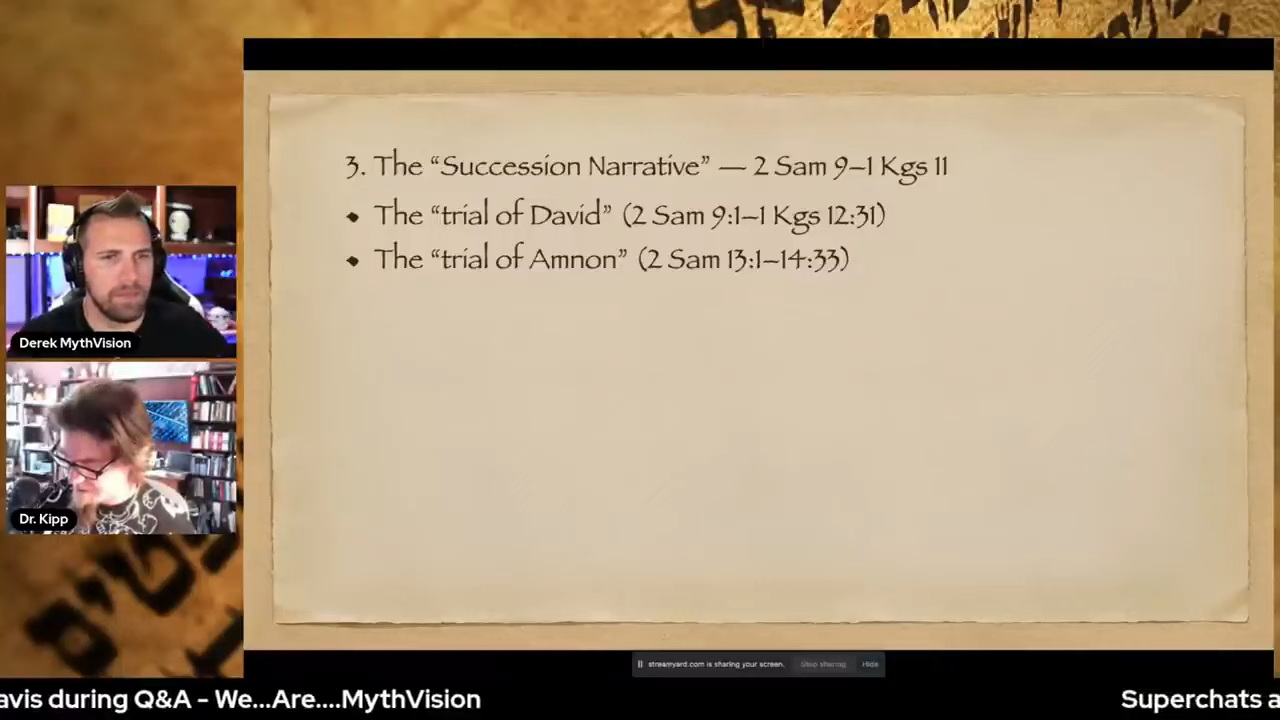 3. The “Succession Narrative” — 2 Sam 9–1 Kgs 11
• The “trial of David” (2 Sam 9:1–1 Kgs 12:31)
• The “trial of Amnon” (2 Sam 13:1–14:33)
Derek MythVision
Dr. Kipp
streamyard.com is sharing your screen. Stop sharing Hide
avis during Q&A - We...Are....MythVision Superchats a